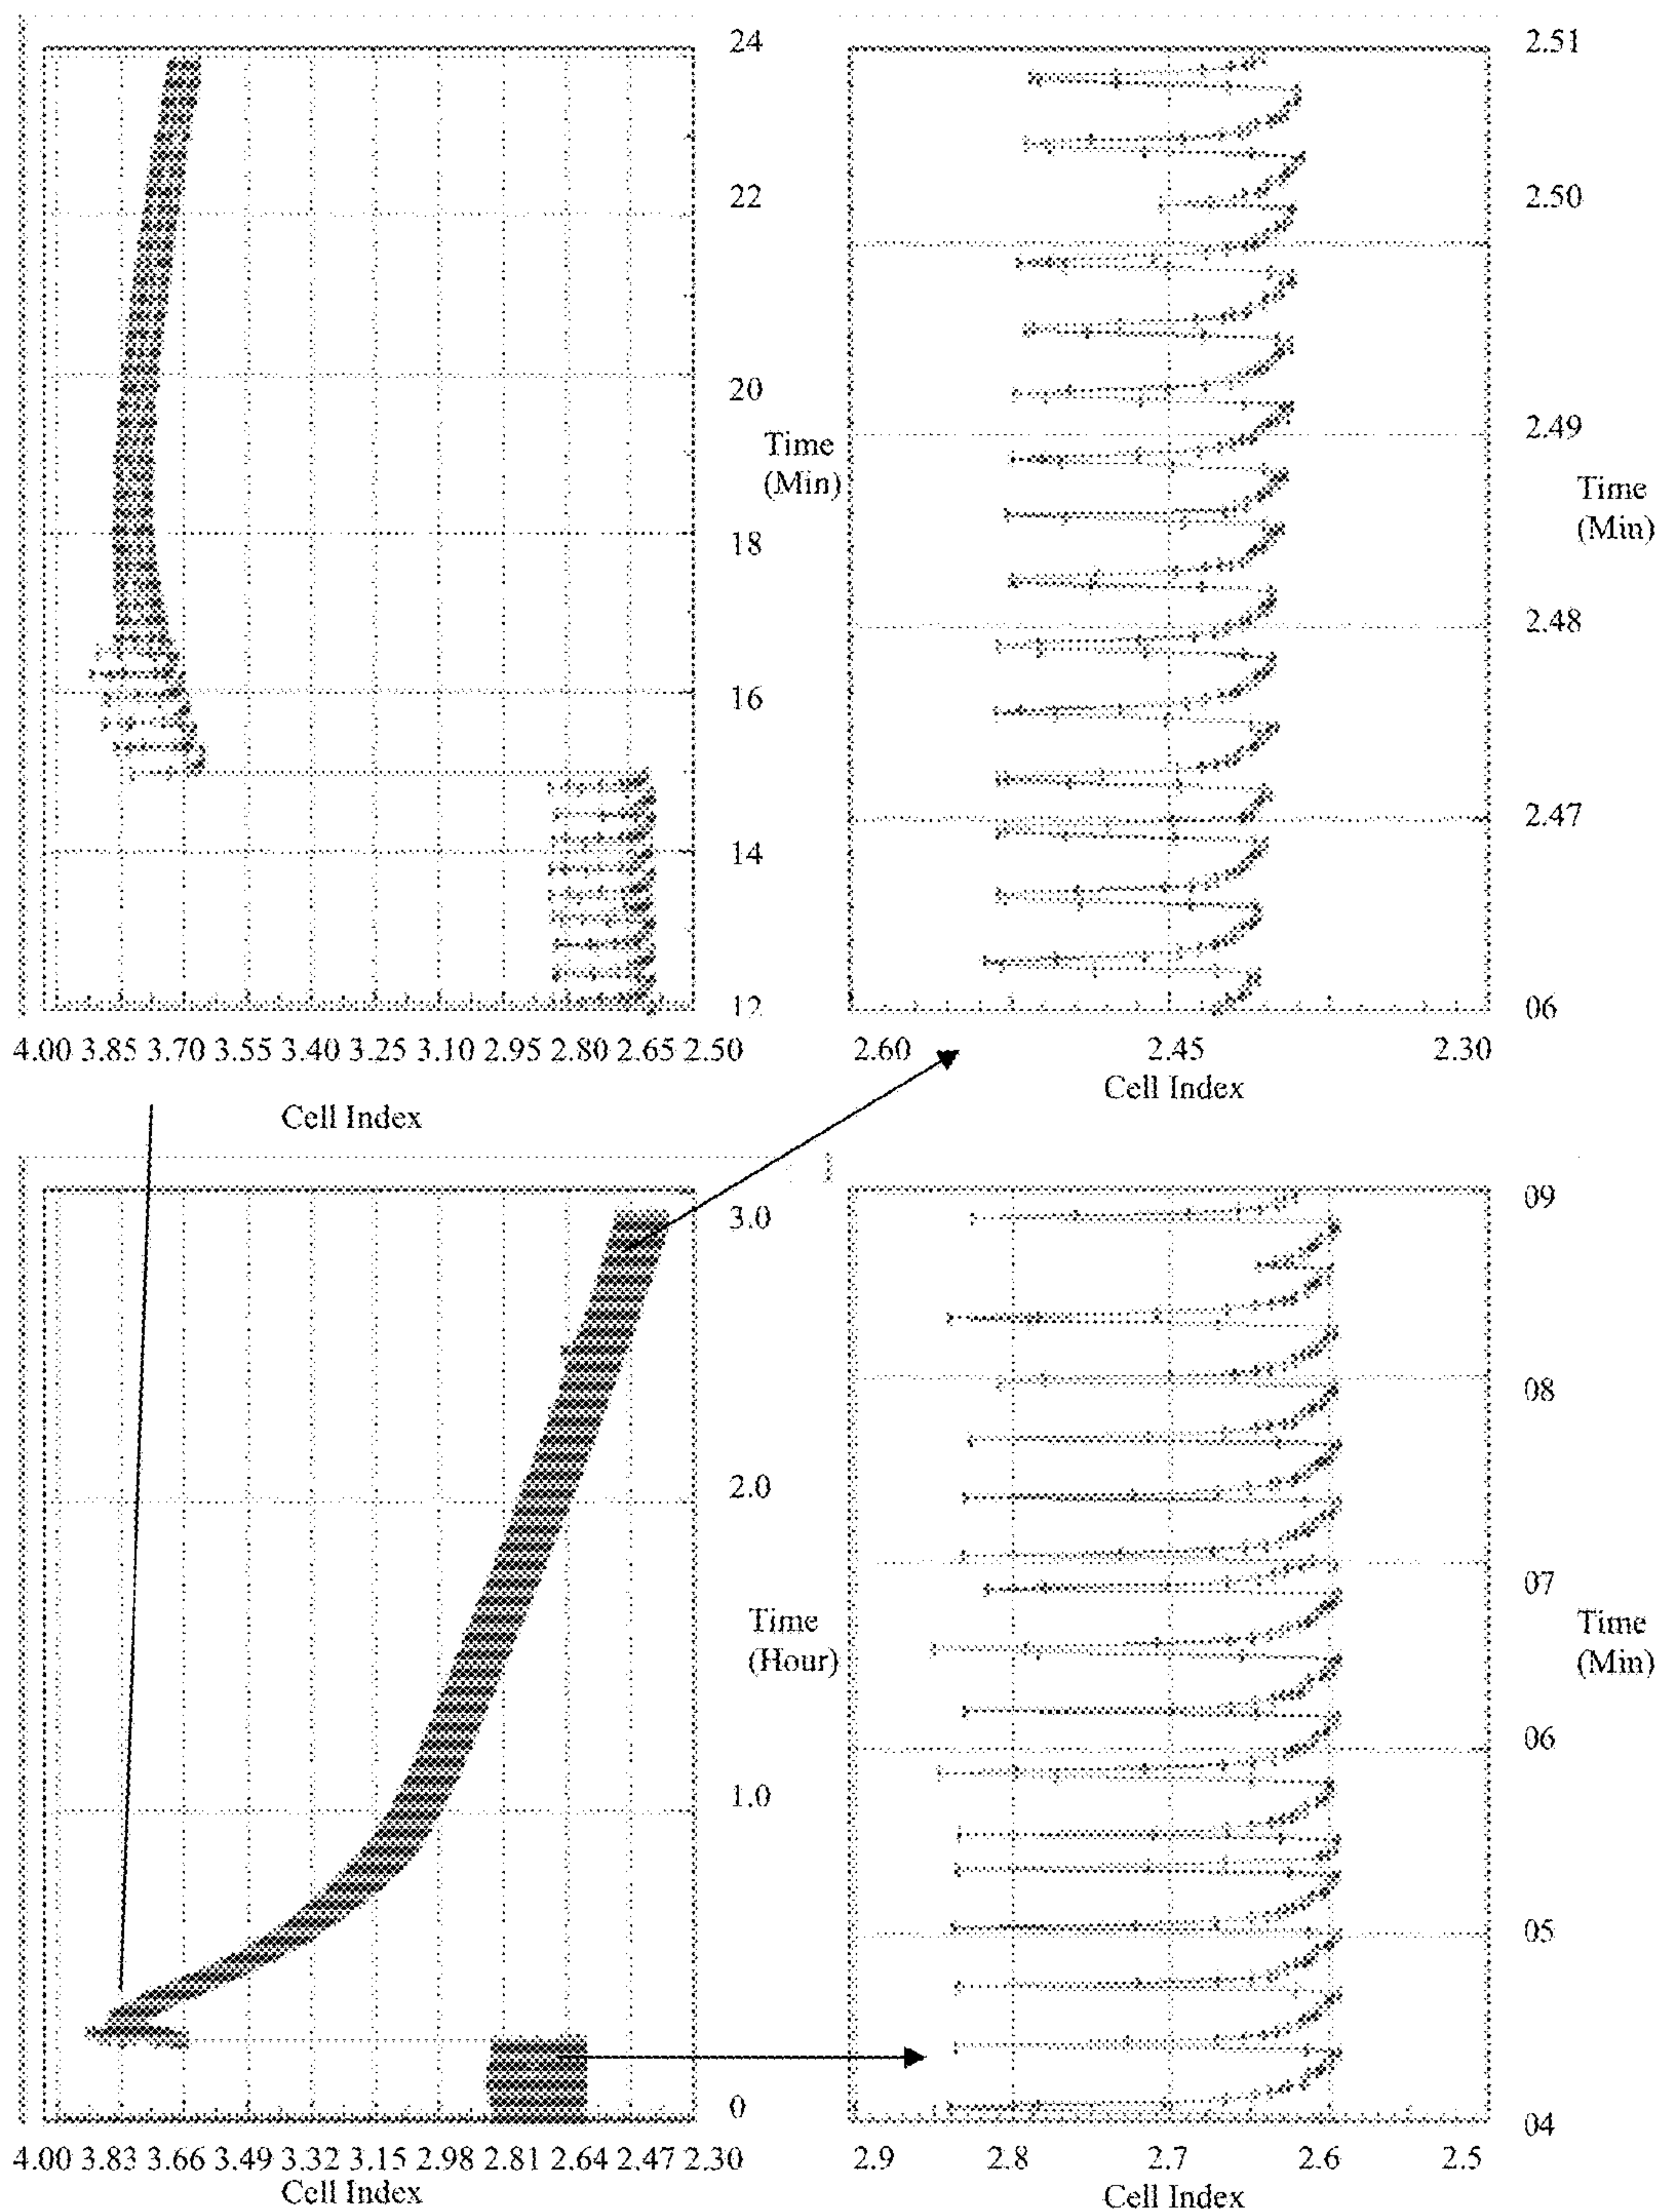 24
22
20
Time
(Min)
18
16
14
12
4.00 3.85 3.70 3.55 3.40 3.25 3.10 2.95 2.80 2.65 2.50
Cell Index
2.51
2.50
2.49
Time
(Min)
2.48
2.47
06
2.60 2.45 2.30
Cell Index
3.0
2.0
Time
(Hour)
1.0
0
4.00 3.83 3.66 3.49 3.32 3.15 2.98 2.81 2.64 2.47 2.30
Cell Index
09
08
07
Time
(Min)
06
05
04
2.9 2.8 2.7 2.6 2.5
Cell Index